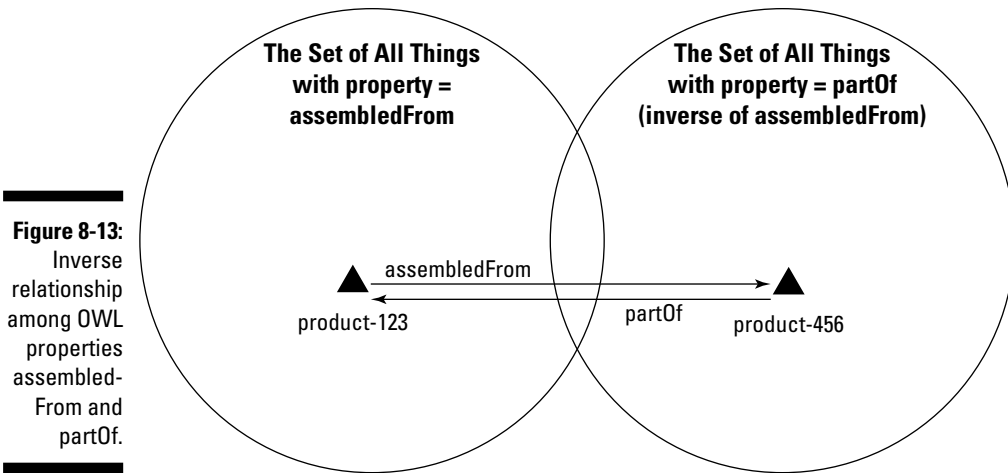 The Set of All Things
with property =
assembledFrom
The Set of All Things
with property = partOf
(inverse of assembledFrom)
Figure 8-13:
Inverse
relationship
among OWL
properties
assembled-
From and
partOf.
assembledFrom
partOf
product-123
product-456